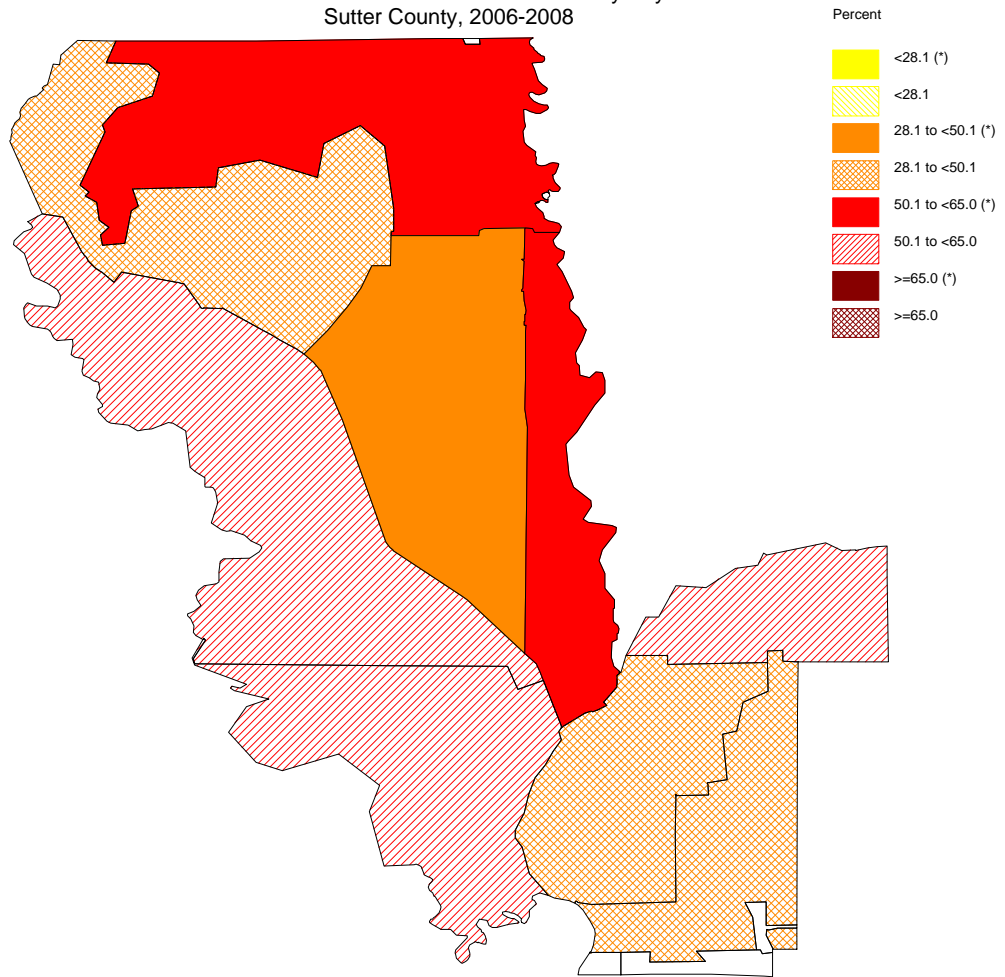 Sutter County, 2006-2008
Percent
<28.1 (*)
<28.1
28.1 to <50.1 (*)
28.1 to <50.1
50.1 to <65.0 (*)
50.1 to <65.0
>=65.0 (*)
>=65.0